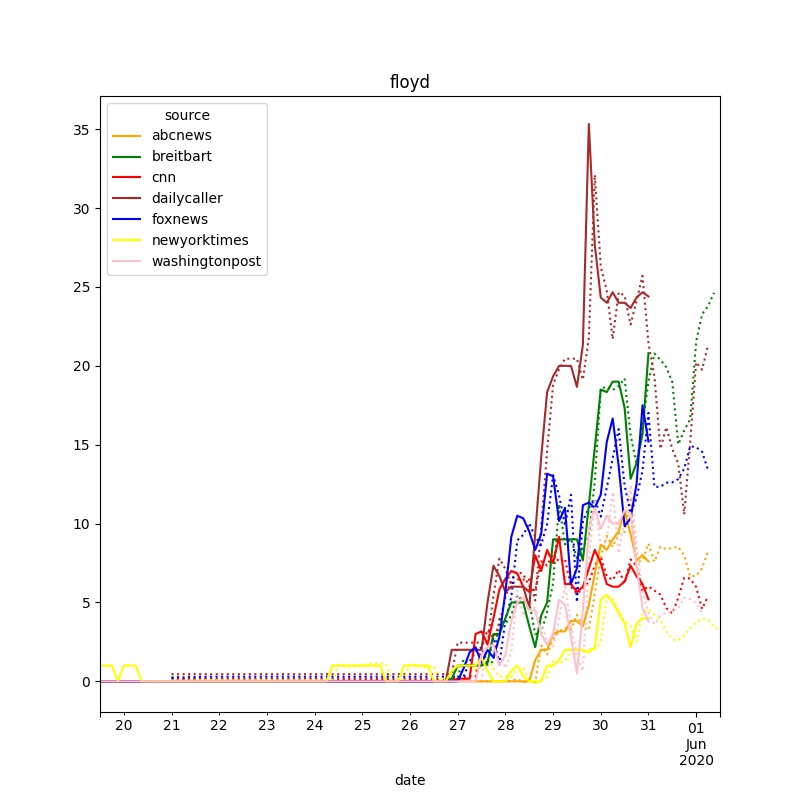 floyd
source
abcnews
breitbart
cnn
dailycaller
foxnews
newyorktimes
washingtonpost
35
30
25
20
15
10
5
0
20 21 22 23 24 25 26 27 28 29 30 31 01
Jun
2020
date